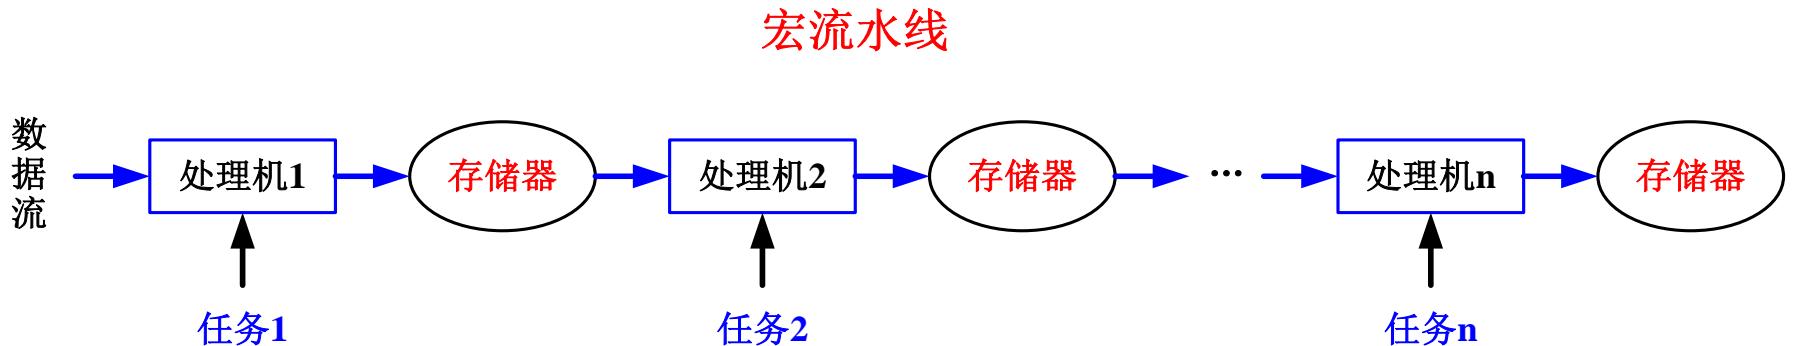 宏流水线
数据流
处理机1
存储器
处理机2
存储器
···
处理机n
存储器
任务1
任务2
任务n